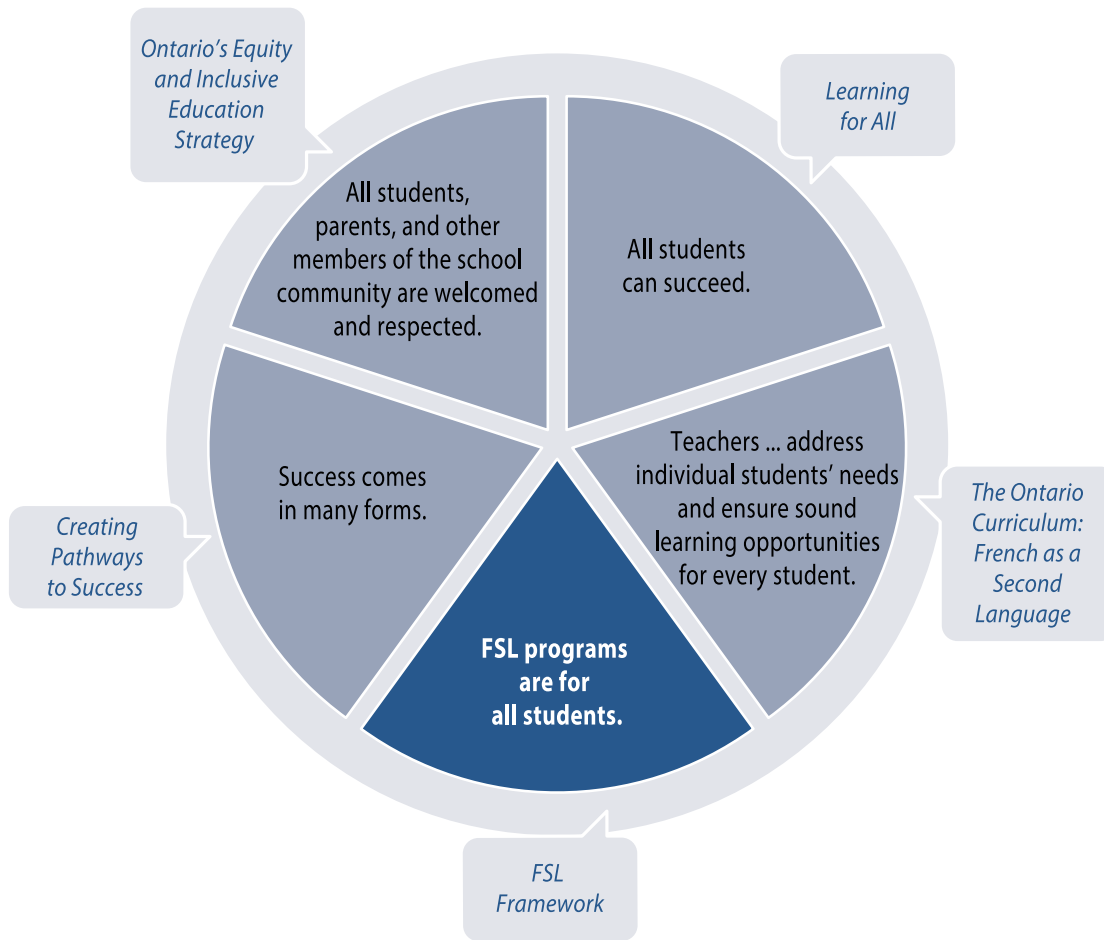 Ontario’s Equity
and Inclusive
Education
Strategy
Learning
for All
All students,
parents, and other
members of the school
community are welcomed
and respected.
All students
can succeed.
Success comes
in many forms.
Teachers ... address
individual students’ needs
and ensure sound
learning opportunities
for every student.
Creating
Pathways
to Success
The Ontario
Curriculum:
French as a
Second
Language
FSL programs
are for
all students.
FSL
Framework